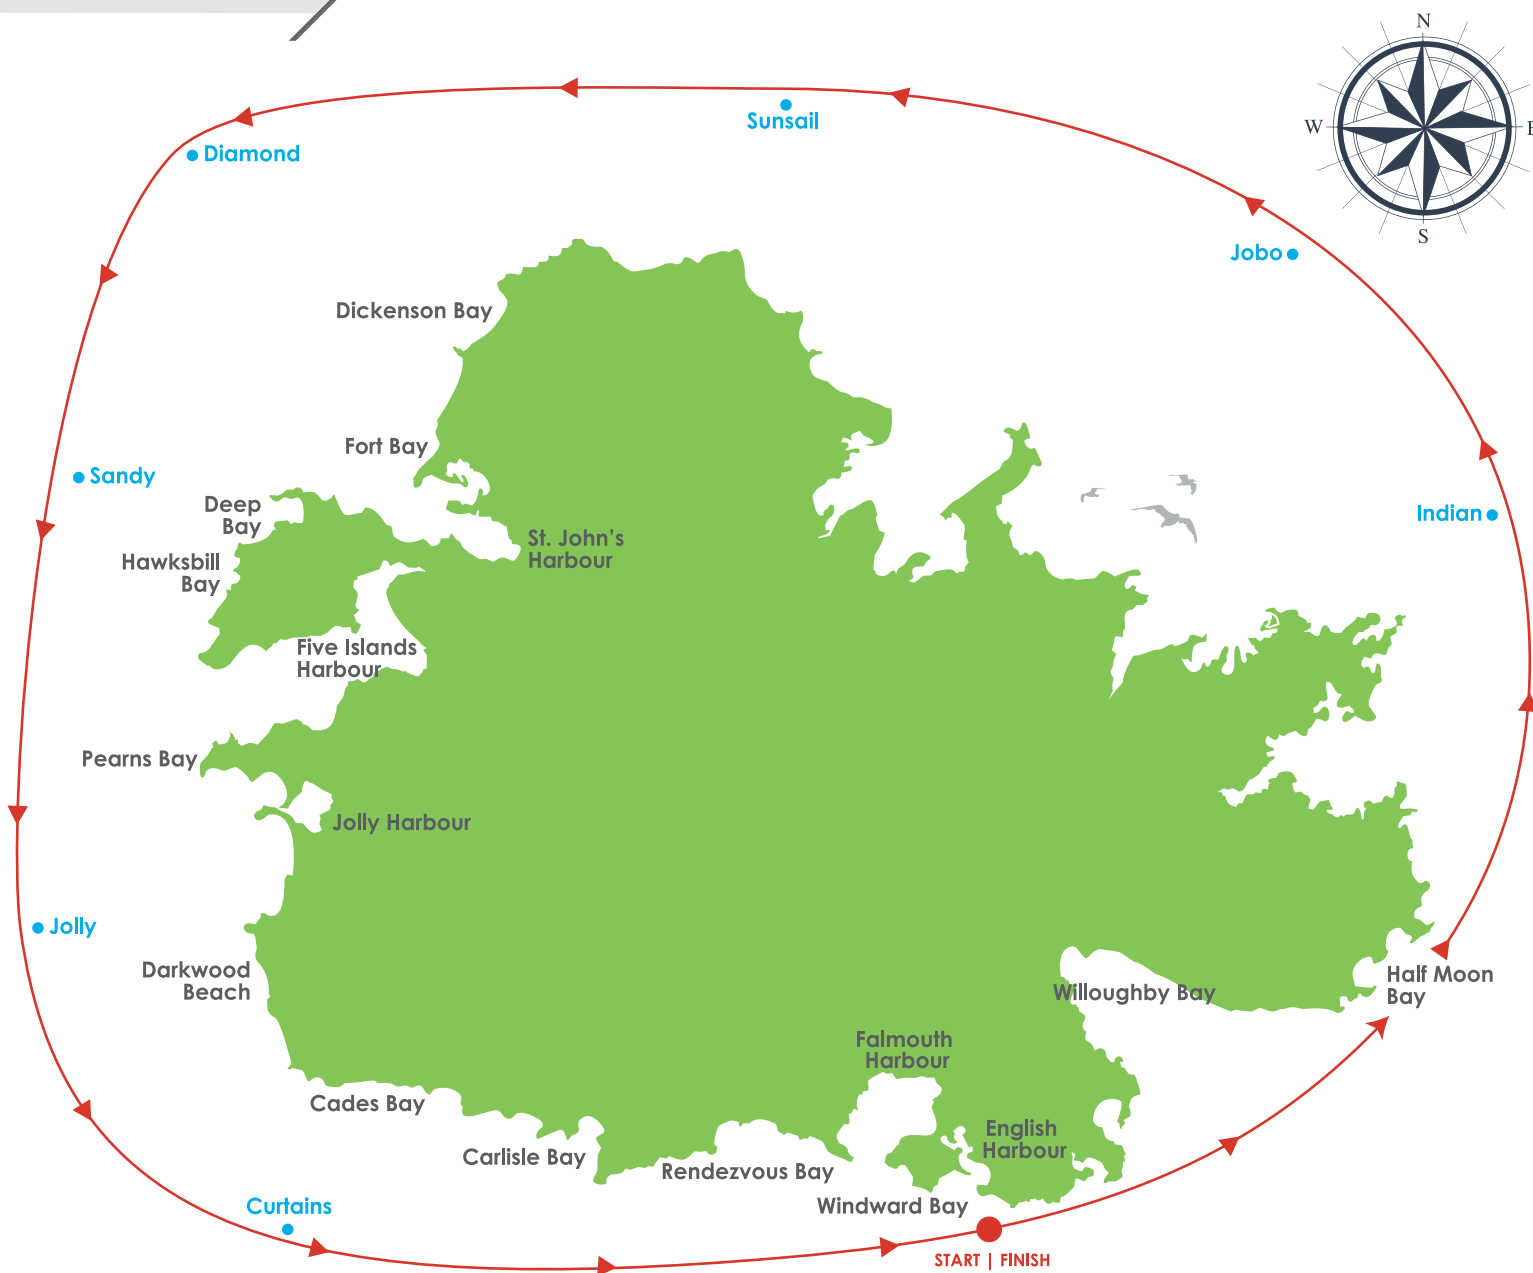 N
W
E
S
Sunsail
Diamond
Jobo
Dickenson Bay
Fort Bay
Sandy
Deep
Bay
Indian
St. John's
Harbour
Hawksbill
Bay
Five Islands
Harbour
Pearns Bay
Jolly Harbour
Jolly
Darkwood
Beach
Half Moon
Bay
Willoughby Bay
Falmouth
Harbour
Cades Bay
English
Harbour
Carlisle Bay
Rendezvous Bay
Curtains
Windward Bay
START | FINISH